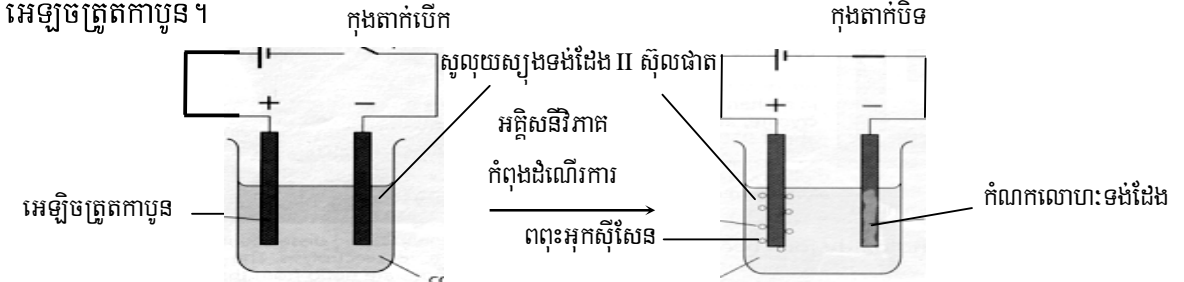 អេឡិចត្រូតកាបូន។
កុងតាក់បើក
កុងតាក់បិទ
សូលុយស្យុងទង់ដែង II ស៊ុលផាត
+
−
+
−
អគ្គិសនីវិភាគ
កំពុងដំណើរការ
អេឡិចត្រូតកាបូន
កំណកលោហៈទង់ដែង
ពពុះអុកស៊ីសែន